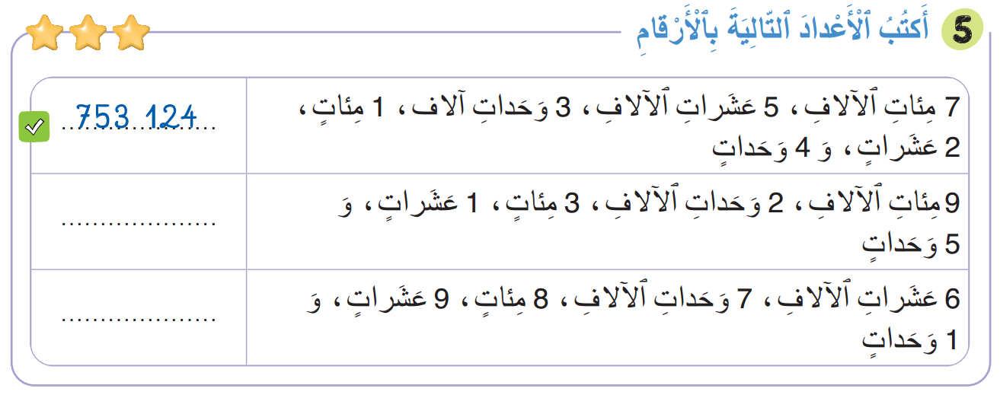 5 أَكتُبُ ٱلْأَعْدادَ ٱلتّالِيَةَ بِٱلْأَرْقامِ
7 مِئاتِ ٱلآلافِ، 5 عَشَراتِ ٱلآلافِ، 3 وَحَداتِ آلاف، 1 مِئاتٍ،
2 عَشَراتٍ، وَ 4 وَحَداتٍ
753 124
9 مِئاتِ ٱلآلافِ، 2 وَحَداتِ ٱلآلافِ، 3 مِئاتٍ، 1 عَشَراتٍ، وَ
5 وَحَداتٍ
...................
6 عَشَراتِ ٱلآلافِ، 7 وَحَداتِ ٱلآلافِ، 8 مِئاتٍ، 9 عَشَراتٍ، وَ
1 وَحَداتٍ
...................